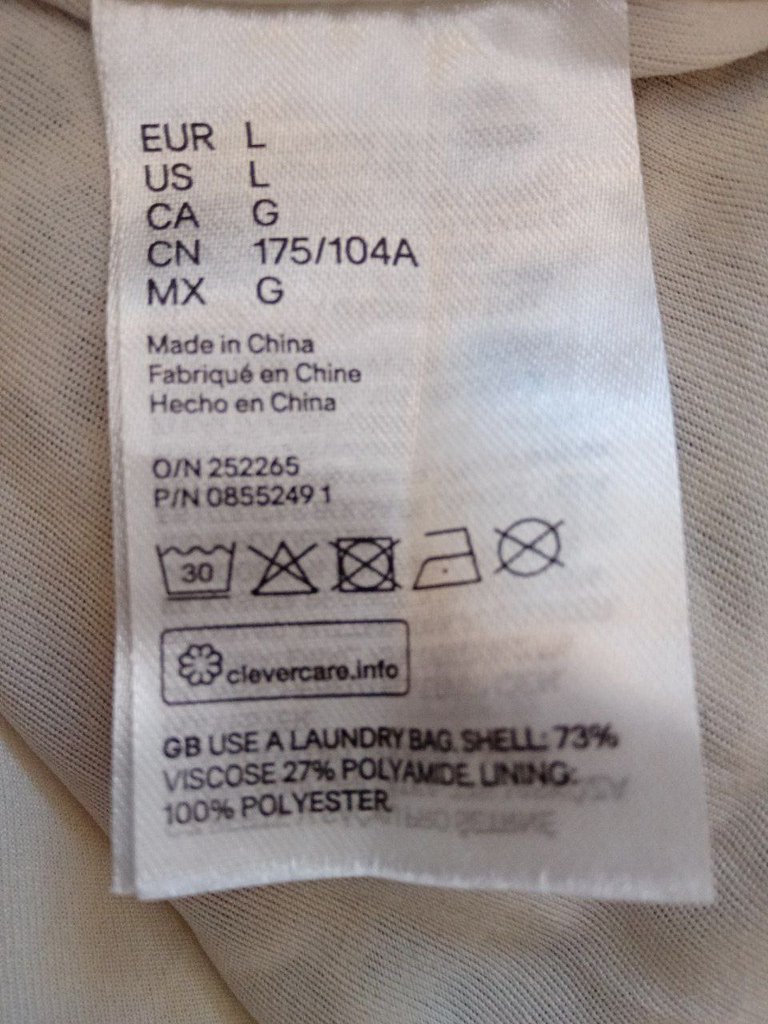 EUR L
US L
CA G
CN 175/104A
MX G
Made in China
Fabriqué en Chine
Hecho en China
O/N 252265
P/N 0855249 1
30
clevercare.info
GB USE A LAUNDRY BAG. SHELL: 73%
VISCOSE 27% POLYAMIDE, LINING:
100% POLYESTER